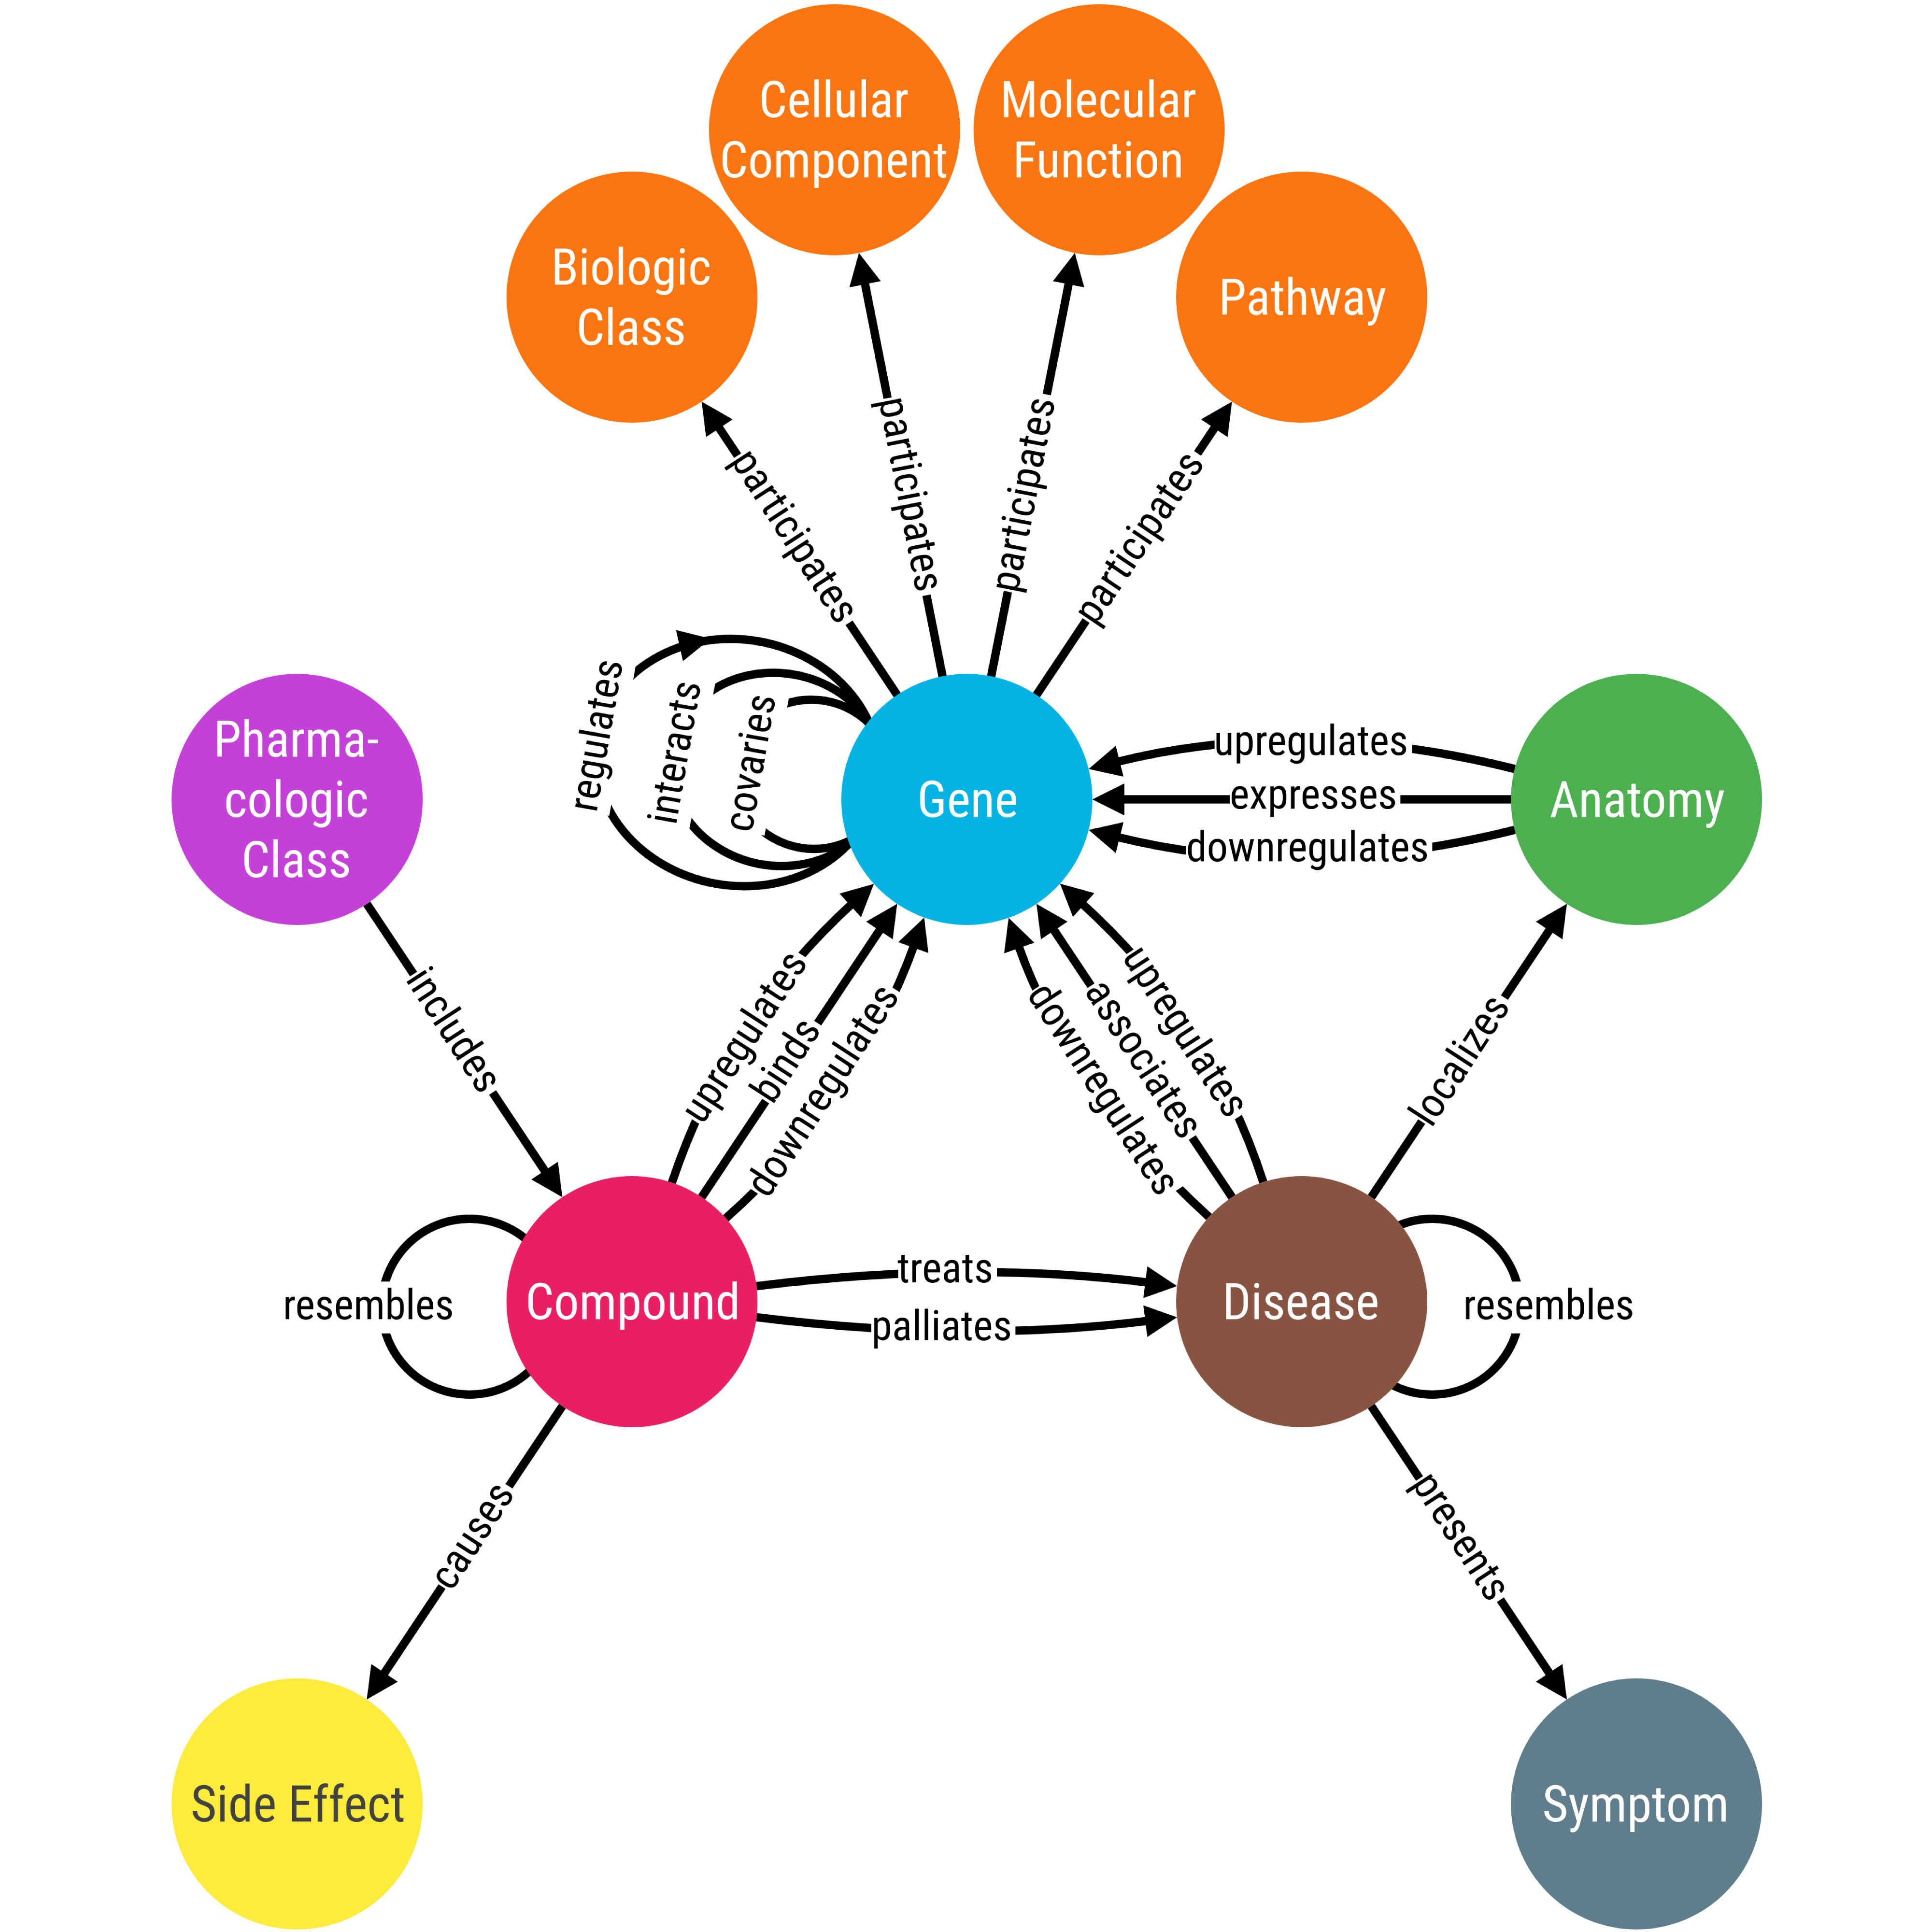 Cellular
Component
Molecular
Function
Biologic
Class
Pathway
participates
participates
participates
participates
regulates
interacts
covaries
Pharma-
cologic
Class
Gene
upregulates
expresses
downregulates
Anatomy
includes
upregulates
binds
downregulates
downregulates
associates
upregulates
localizes
resembles
Compound
treats
palliates
Disease
resembles
causes
presents
Side Effect
Symptom